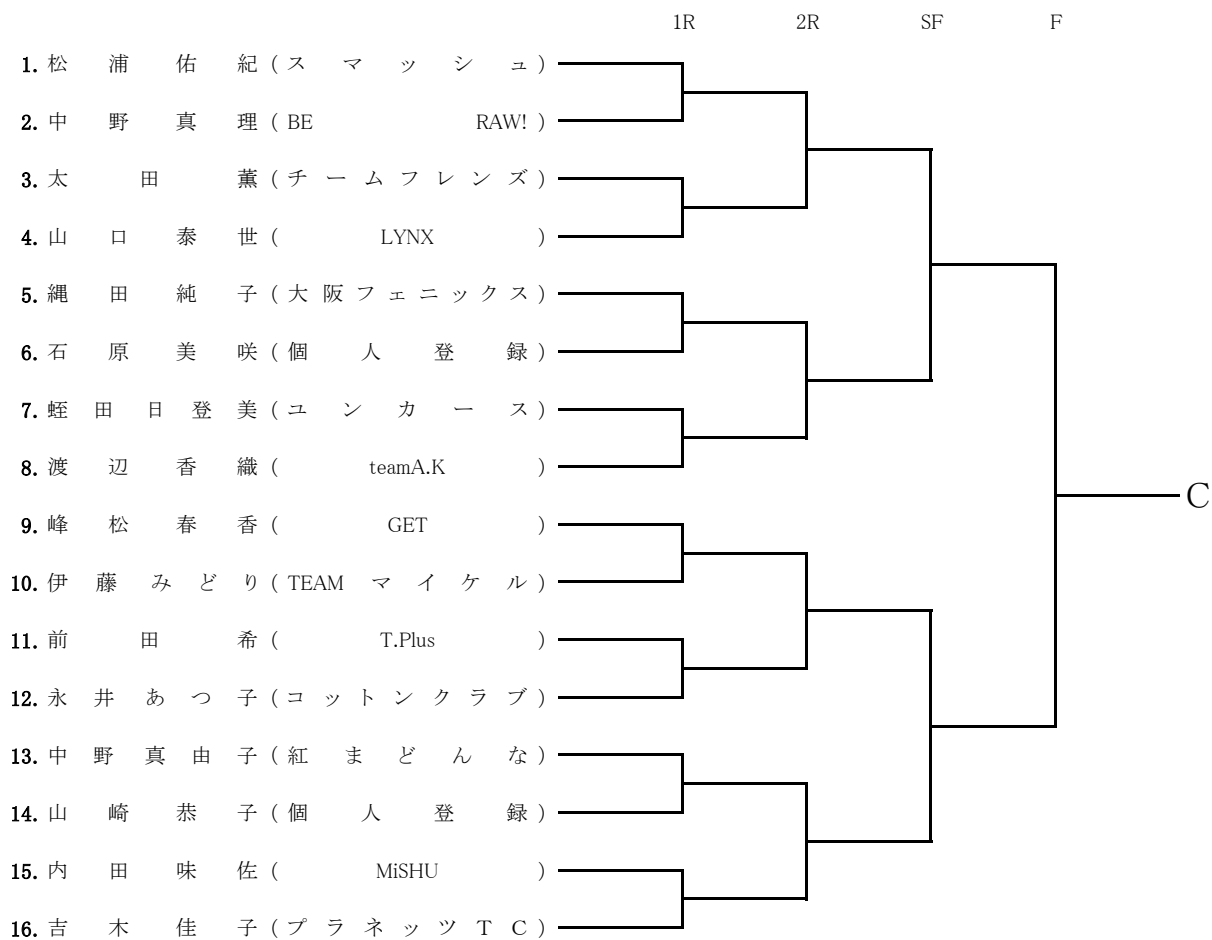 1R 2R SF F
1. 松浦佑紀(スマッシュ)
2. 中野真理(BE RAW!)
3. 太田薫(チームフレンズ)
4. 山口泰世(LYNX)
5. 縄田純子(大阪フェニックス)
6. 石原美咲(個人登録)
7. 蛭田日登美(ユンカース)
8. 渡辺香織(teamA.K)
C
9. 峰松春香(GET)
10. 伊藤みどり(TEAM マイケル)
11. 前田希(T.Plus)
12. 永井あつ子(コットンクラブ)
13. 中野真由子(紅まどんな)
14. 山崎恭子(個人登録)
15. 内田味佐(MiSHU)
16. 吉木佳子(プラネッツTC)